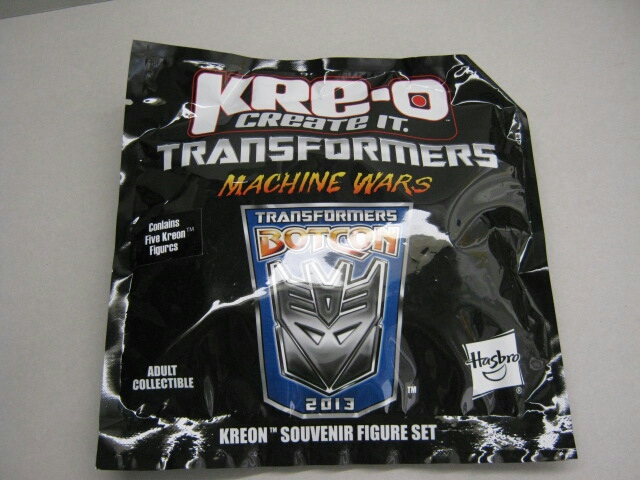 KRE-O
CREATE IT.
TRANSFORMERS
MACHINE WARS
Contains
Five Kreon™
Figures
TRANSFORMERS
BOTCON
Hasbro
®
ADULT
COLLECTIBLE
2013
™
KREON™ SOUVENIR FIGURE SET